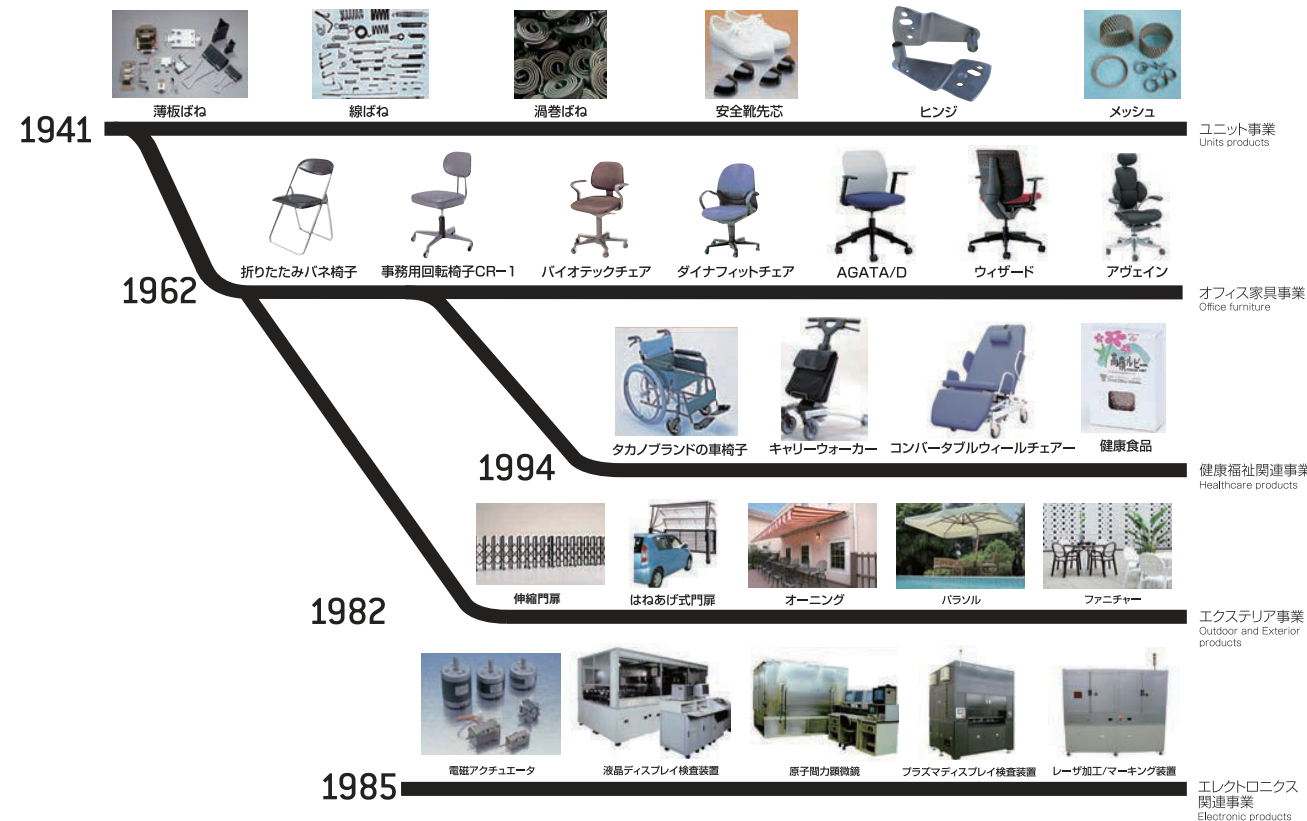 薄板ばね
線ばね
渦巻ばね
安全靴先芯
ヒンジ
メッシュ
1941
ユニット事業
Units products
折りたたみバネ椅子
事務用回転椅子CR−1
バイオテックチェア
ダイナフィットチェア
AGATA/D
ウィザード
アヴェイン
1962
オフィス家具事業
Office furniture
高原ルビー
タカノブランドの車椅子
キャリーウォーカー
コンバータブルウィールチェアー
健康食品
1994
健康福祉関連事業
Healthcare products
伸縮門扉
はねあげ式門扉
オーニング
パラソル
ファニチャー
1982
エクステリア事業
Outdoor and Exterior
products
電磁アクチュエータ
液晶ディスプレイ検査装置
原子間力顕微鏡
プラズマディスプレイ検査装置
レーザ加工/マーキング装置
1985
エレクトロニクス
関連事業
Electronic products